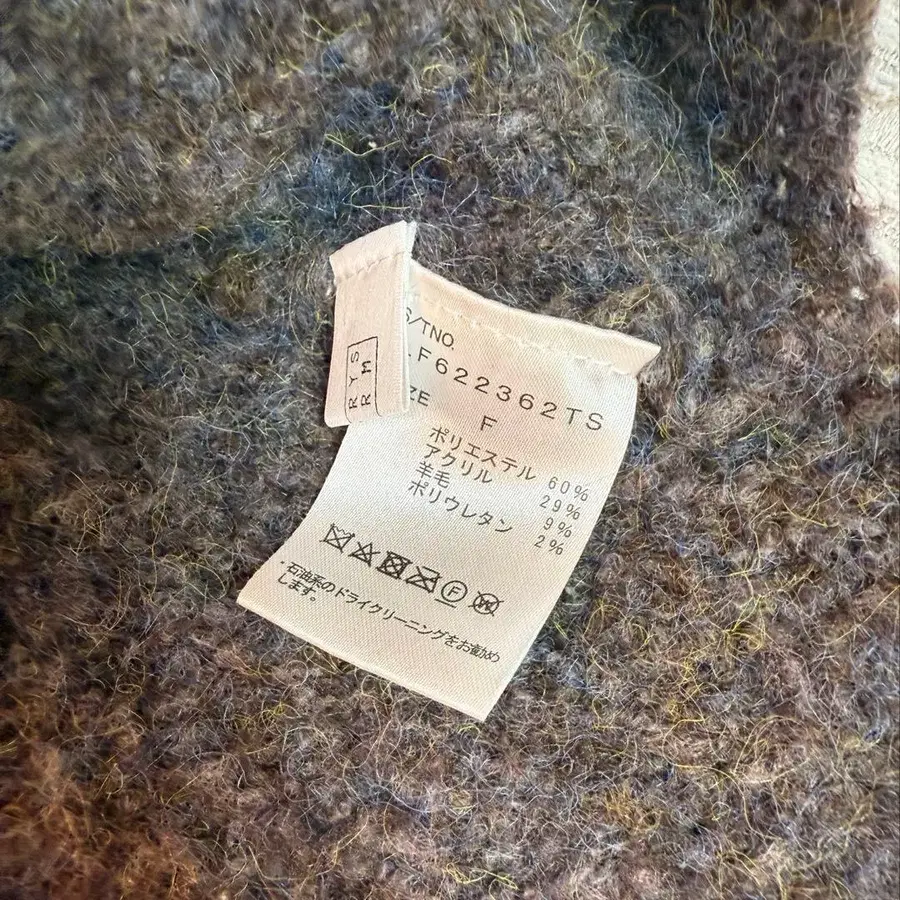 RYS
RM
S/TNO.
F622362TS
ZE F
ポリエステル 60%
アクリル 29%
羊毛 9%
ポリウレタン 2%
F
W
・石油系のドライクリーニングをお勧め
します。